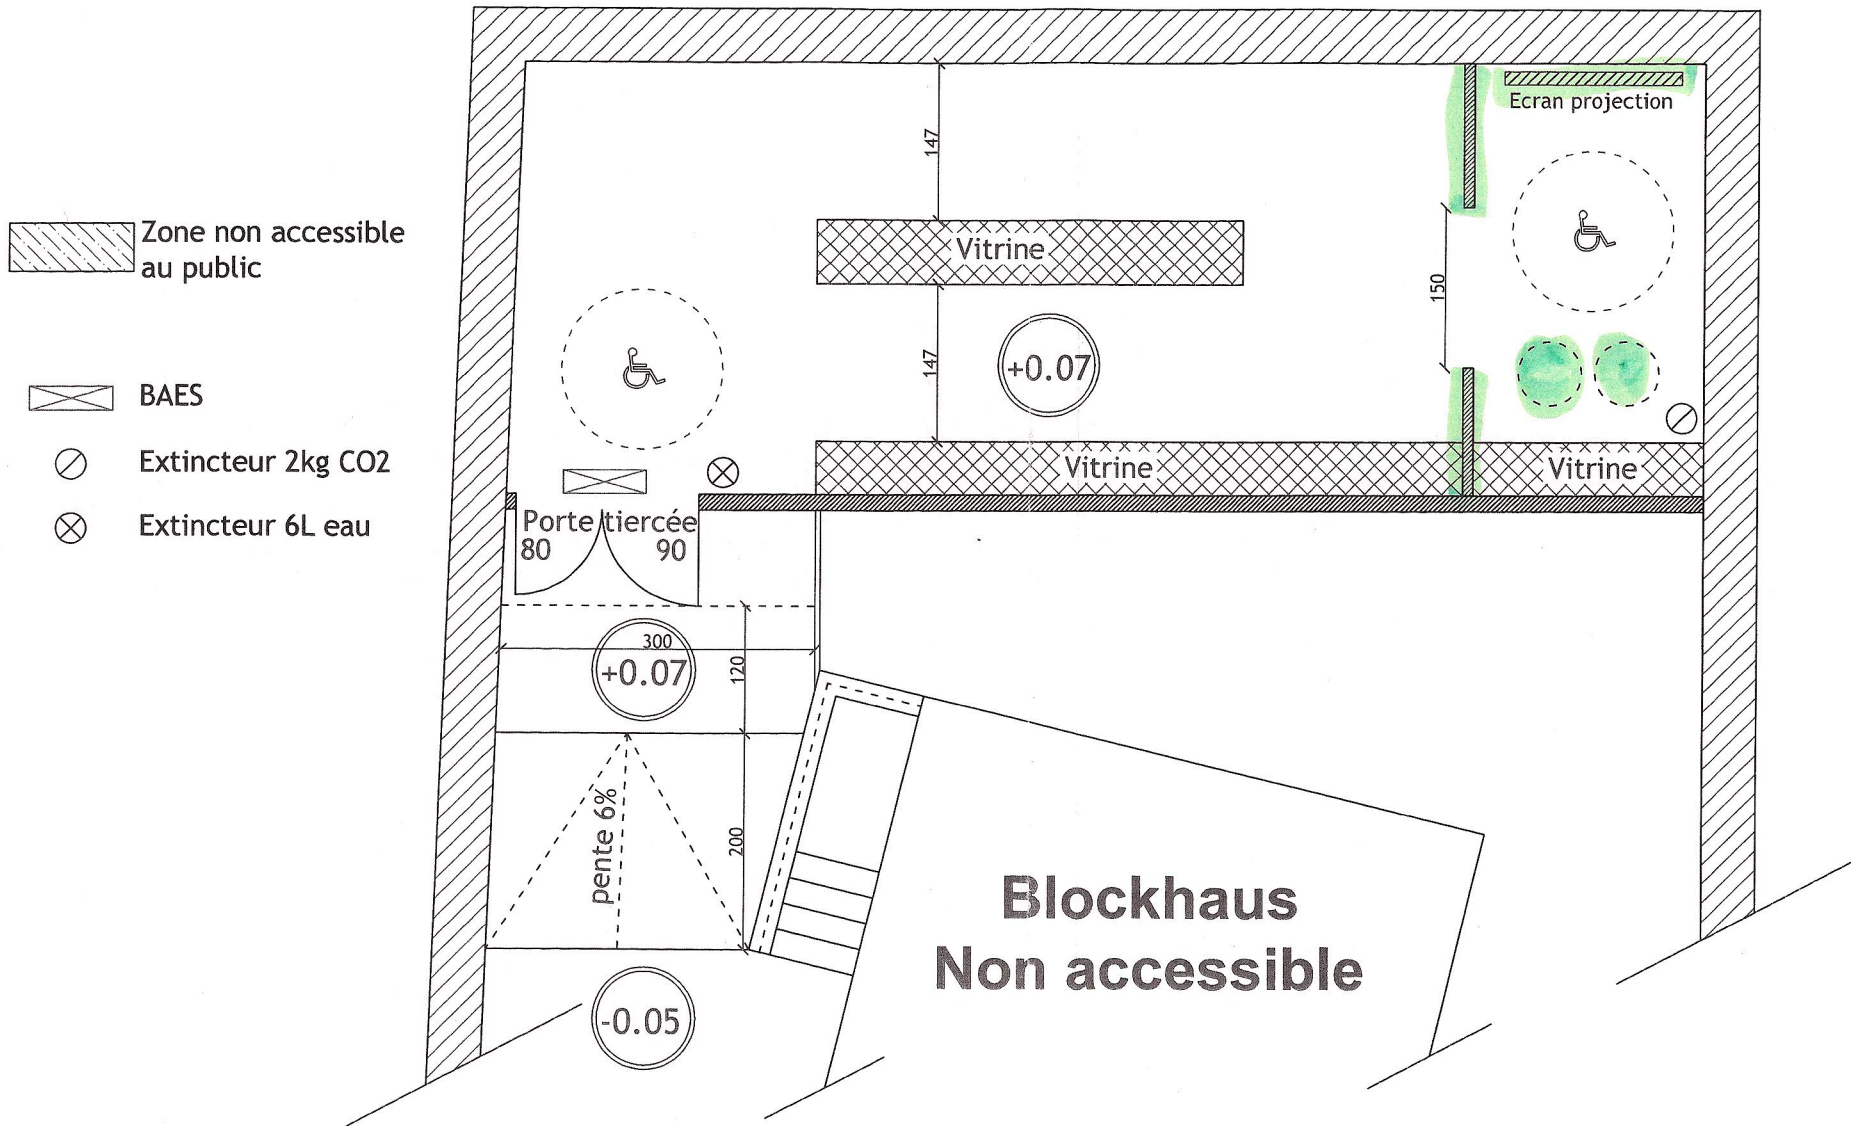 Ecran projection
147
Zone non accessible
au public
Vitrine
150
147
+0.07
BAES
Extincteur 2kg CO2
Vitrine
Vitrine
Extincteur 6L eau
Porte tiercée
80
90
300
+0.07
120
pente 6%
200
Blockhaus
Non accessible
-0.05